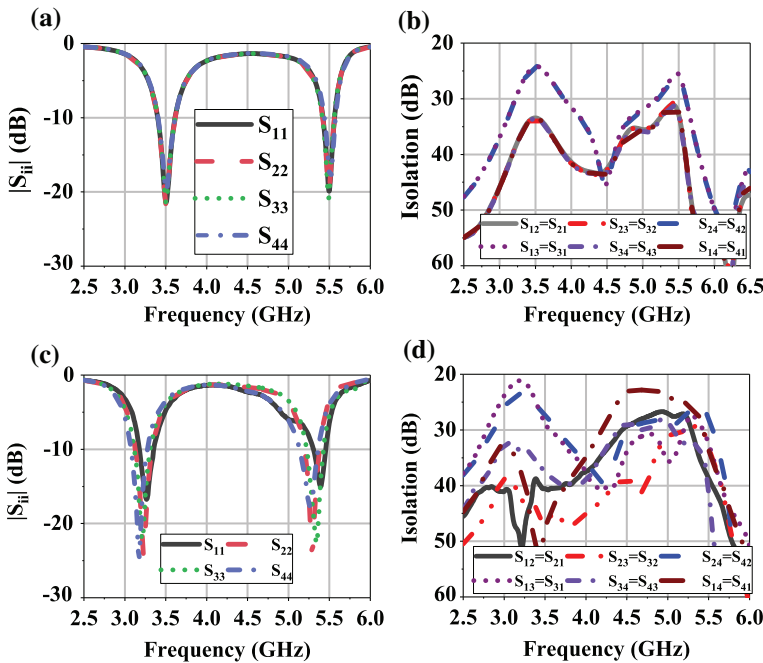 (a)
0
-10
-20
-30
|Sii| (dB)
S11
S22
S33
S44
2.5 3.0 3.5 4.0 4.5 5.0 5.5 6.0
Frequency (GHz)
(b)
20
30
40
50
60
Isolation (dB)
S12=S21 S23=S32 S24=S42
S13=S31 S34=S43 S14=S41
2.5 3.0 3.5 4.0 4.5 5.0 5.5 6.0 6.5
Frequency (GHz)
(c)
0
-10
-20
-30
|Sii| (dB)
S11 S22
S33 S44
2.5 3.0 3.5 4.0 4.5 5.0 5.5 6.0
Frequency (GHz)
(d)
20
30
40
50
60
Isolation (dB)
S12=S21 S23=S32 S24=S42
S13=S31 S34=S43 S14=S41
2.5 3.0 3.5 4.0 4.5 5.0 5.5 6.0
Frequency (GHz)